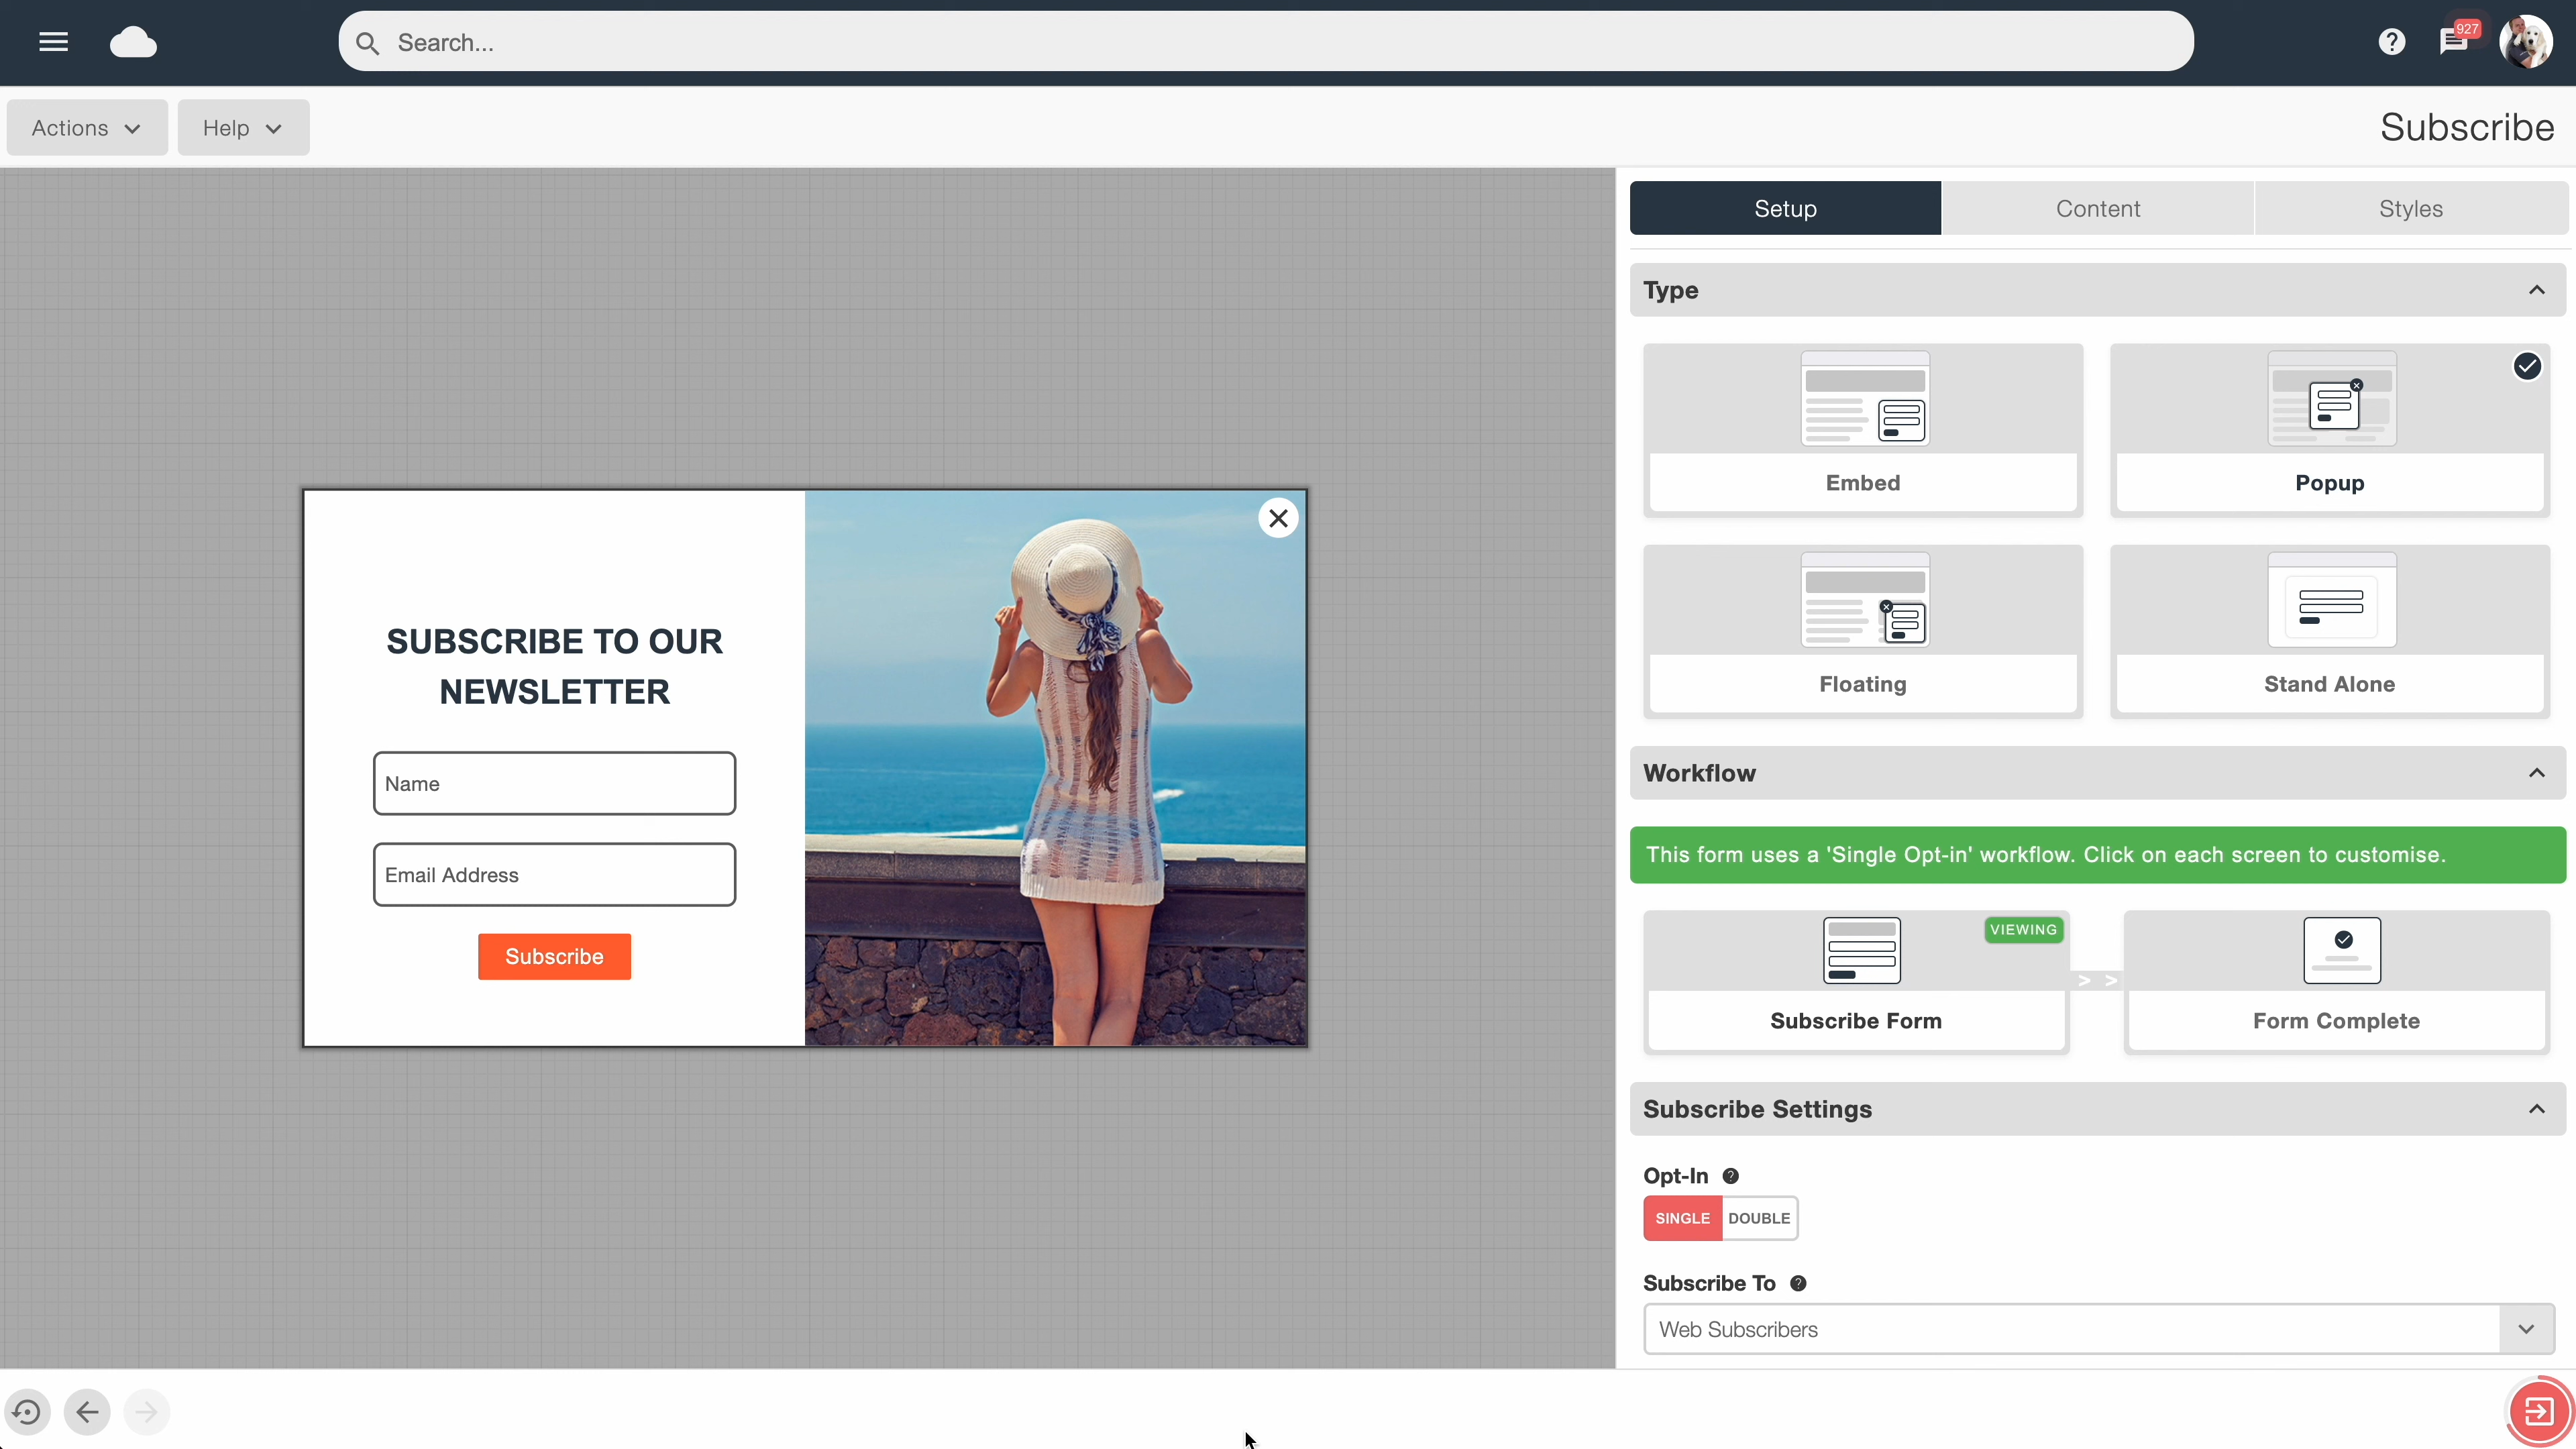 Search...
927
Actions
Help
Subscribe
Setup
Content
Styles
Type
Embed
Popup
Floating
Stand Alone
SUBSCRIBE TO OUR
NEWSLETTER
Name
Email Address
Subscribe
Workflow
This form uses a 'Single Opt-in' workflow. Click on each screen to customise.
VIEWING
> >
Subscribe Form
Form Complete
Subscribe Settings
Opt-In ?
SINGLE DOUBLE
Subscribe To ?
Web Subscribers